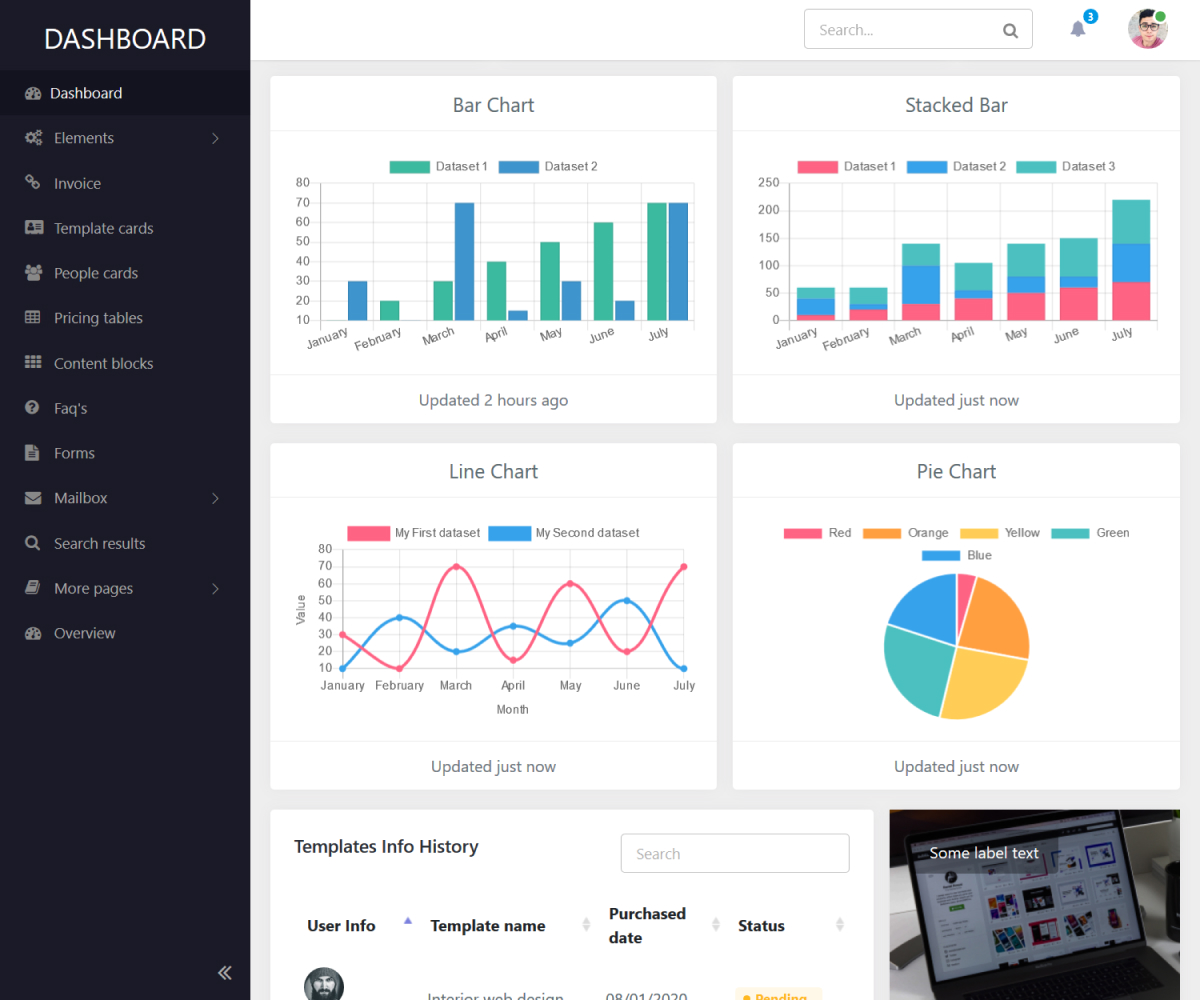 DASHBOARD
Search...
3
Dashboard
Elements
Invoice
Template cards
People cards
Pricing tables
Content blocks
Faq's
Forms
Mailbox
Search results
More pages
Overview
Bar Chart
Dataset 1 Dataset 2
80
70
60
50
40
30
20
10
January February March April May June July
Updated 2 hours ago
Stacked Bar
Dataset 1 Dataset 2 Dataset 3
250
200
150
100
50
0
January February March April May June July
Updated just now
Line Chart
My First dataset My Second dataset
Value
80
70
60
50
40
30
20
10
January February March April May June July
Month
Updated just now
Pie Chart
Red Orange Yellow Green
Blue
Updated just now
Templates Info History
Search
User Info Template name Purchased date Status
Interior web design 08/01/2020 Pending
Some label text